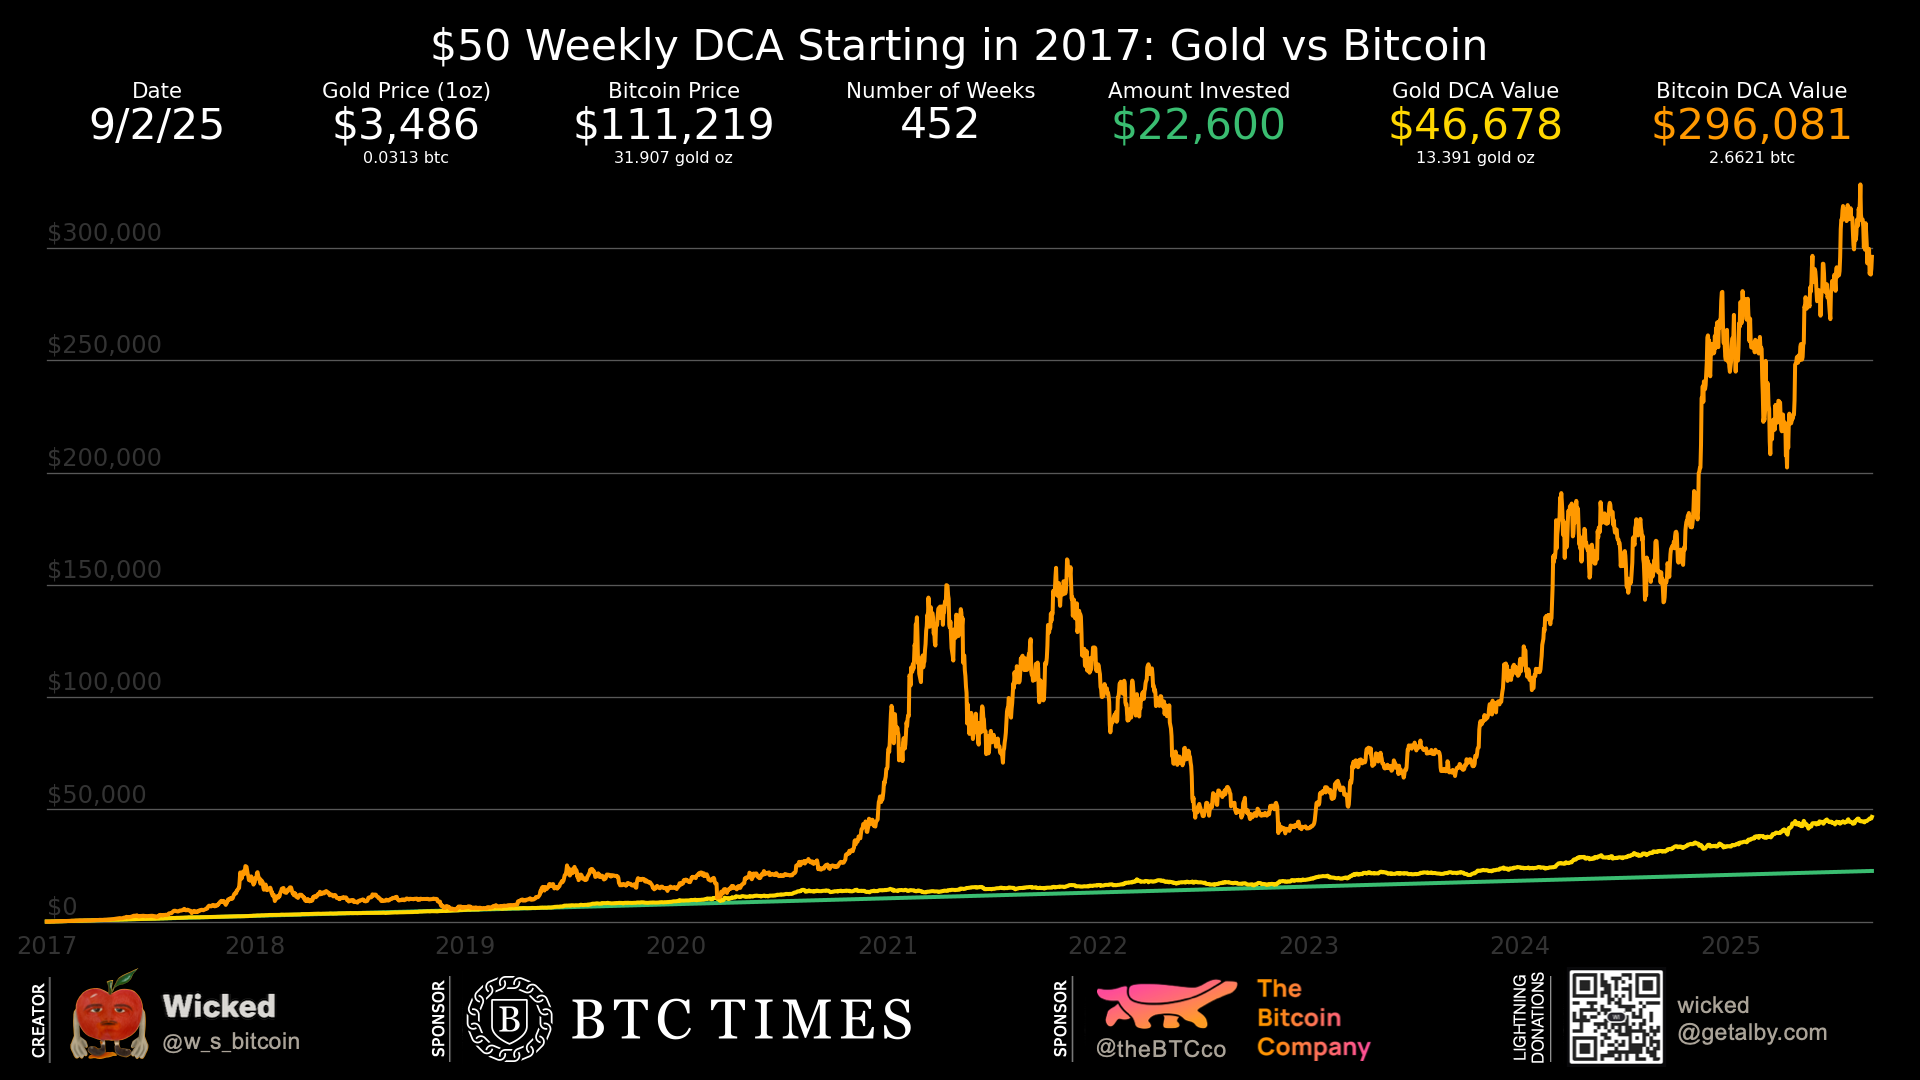 $50 Weekly DCA Starting in 2017: Gold vs Bitcoin
Date
9/2/25
Gold Price (1oz)
$3,486
0.0313 btc
Bitcoin Price
$111,219
31.907 gold oz
Number of Weeks
452
Amount Invested
$22,600
Gold DCA Value
$46,678
13.391 gold oz
Bitcoin DCA Value
$296,081
2.6621 btc
$300,000
$250,000
$200,000
$150,000
$100,000
$50,000
$0
2017 2018 2019 2020 2021 2022 2023 2024 2025
CREATOR
Wicked
@w_s_bitcoin
SPONSOR
B
BTC TIMES
SPONSOR
@theBTCco
The
Bitcoin
Company
LIGHTNING
DONATIONS
wicked
@getalby.com